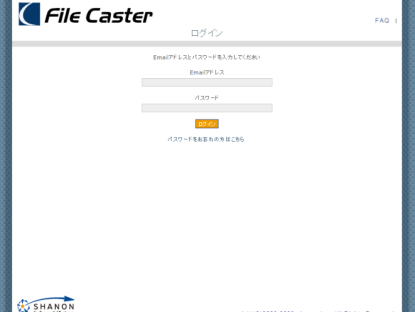 File Caster
FAQ |
ログイン
Emailアドレスとパスワードを入力してください
Emailアドレス
パスワード
ログイン
パスワードをお忘れの方はこちら
SHANON